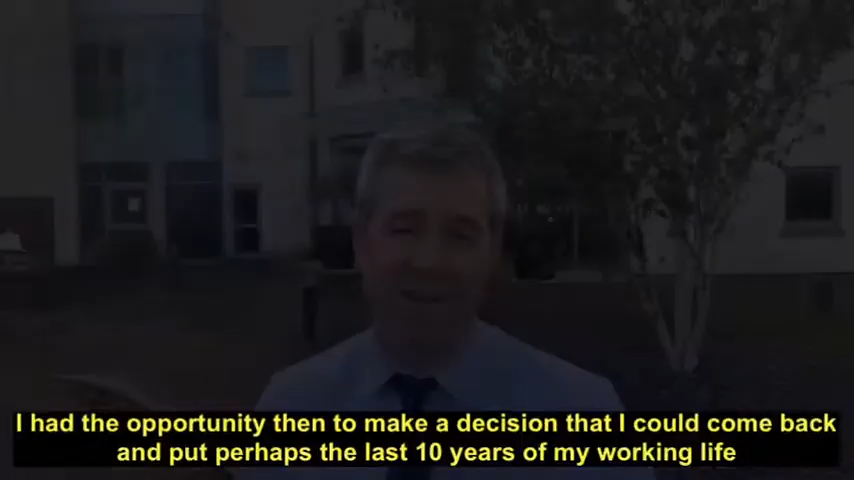 I had the opportunity then to make a decision that I could come back
and put perhaps the last 10 years of my working life